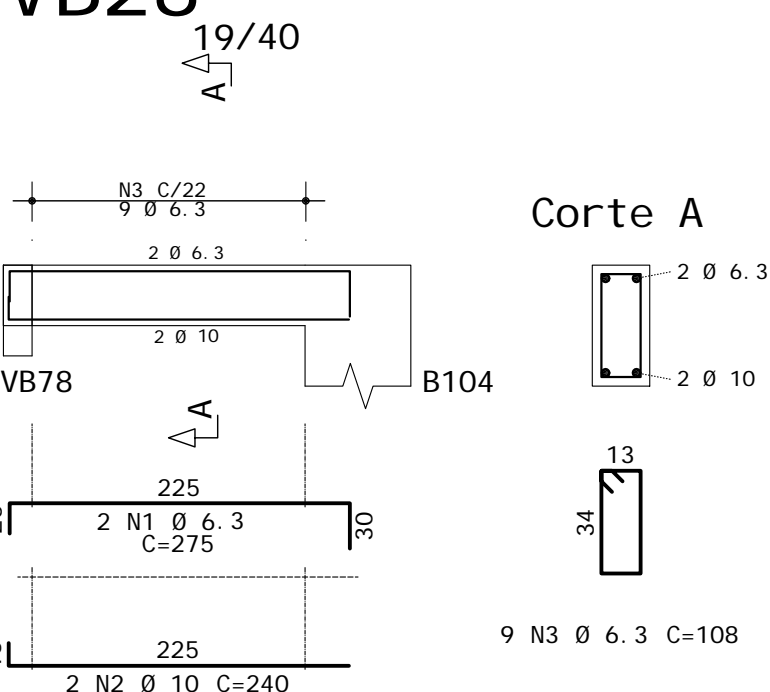 19/40
A
N3 C/22
9 Ø 6.3
2 Ø 6.3
2 Ø 10
VB78
B104
Corte A
2 Ø 6.3
2 Ø 10
A
225
2 N1 Ø 6.3
C=275
30
225
2 N2 Ø 10 C=240
13
34
9 N3 Ø 6.3 C=108